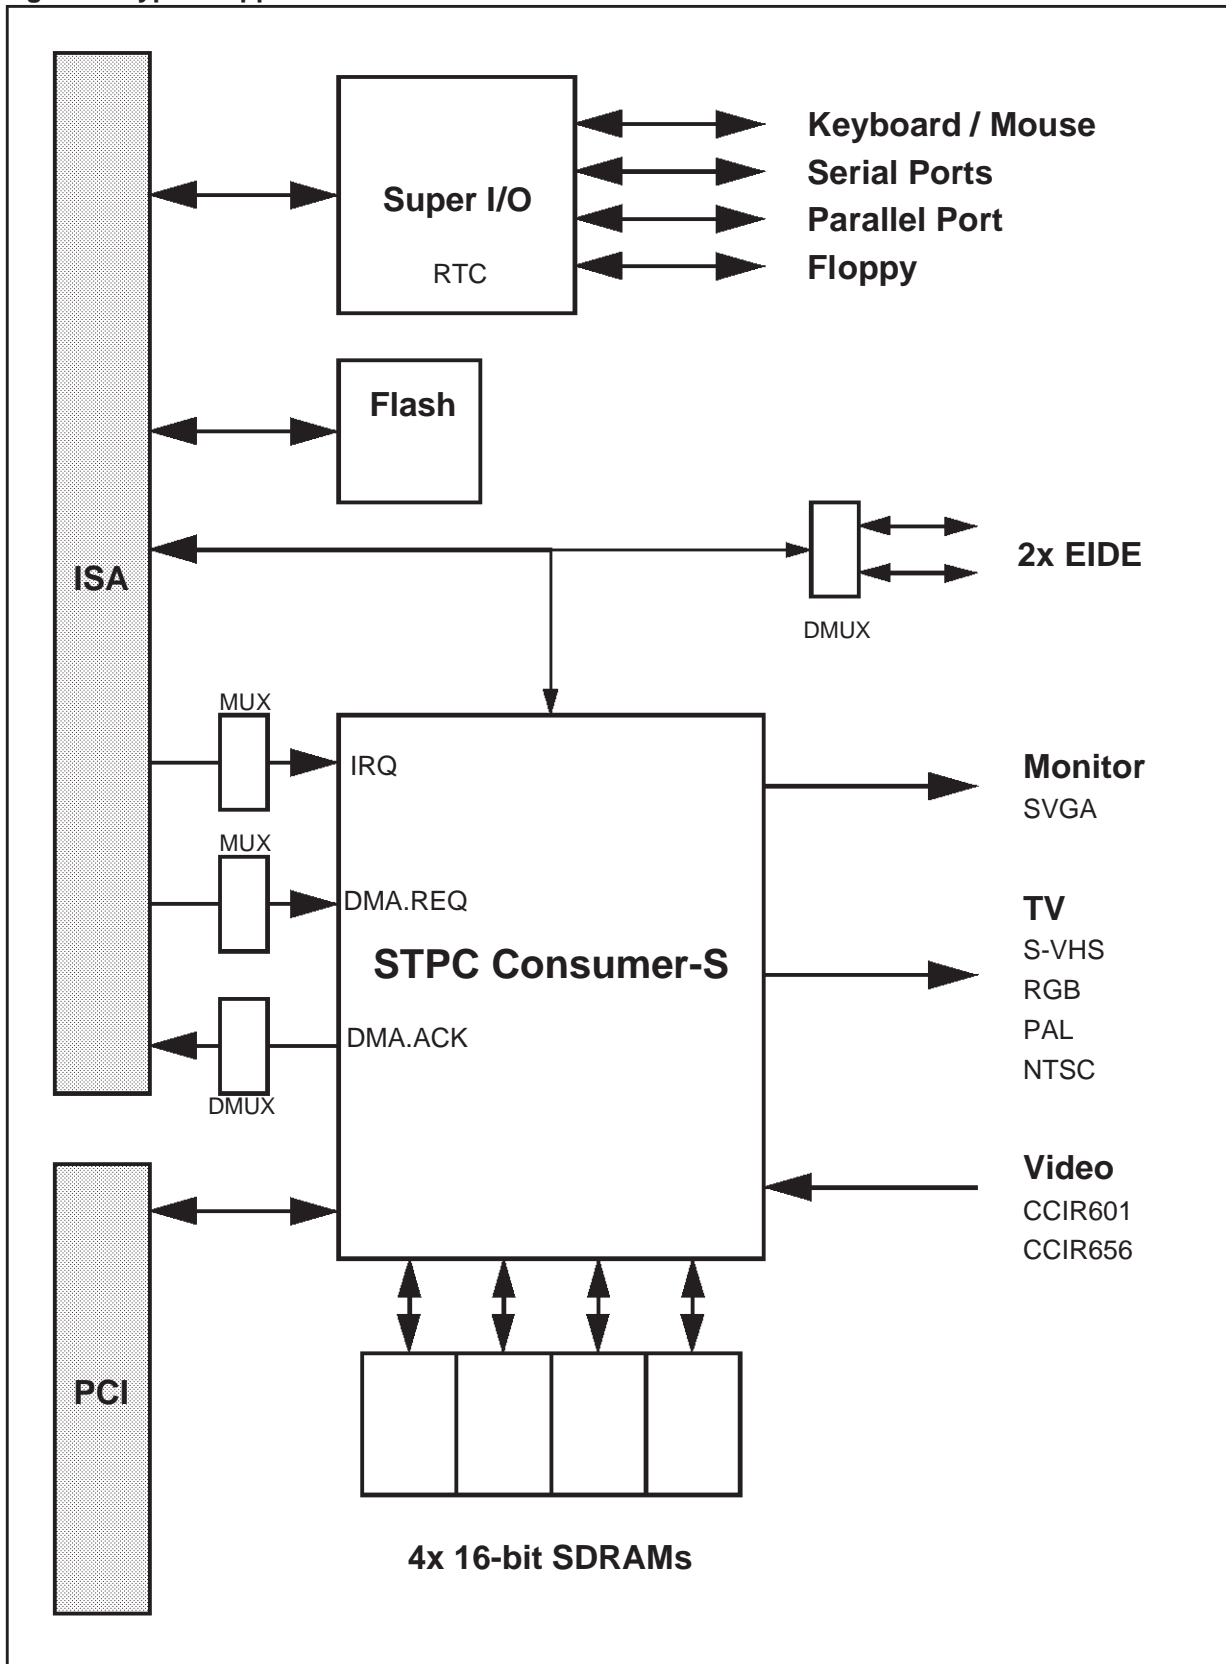 Keyboard / Mouse
Serial Ports
Super I/O
Parallel Port
RTC
Floppy
Flash
ISA
2x EIDE
DMUX
MUX
IRQ
Monitor
SVGA
MUX
DMA.REQ
STPC Consumer-S
TV
S-VHS
RGB
PAL
NTSC
DMA.ACK
DMUX
Video
CCIR601
CCIR656
PCI
4x 16-bit SDRAMs